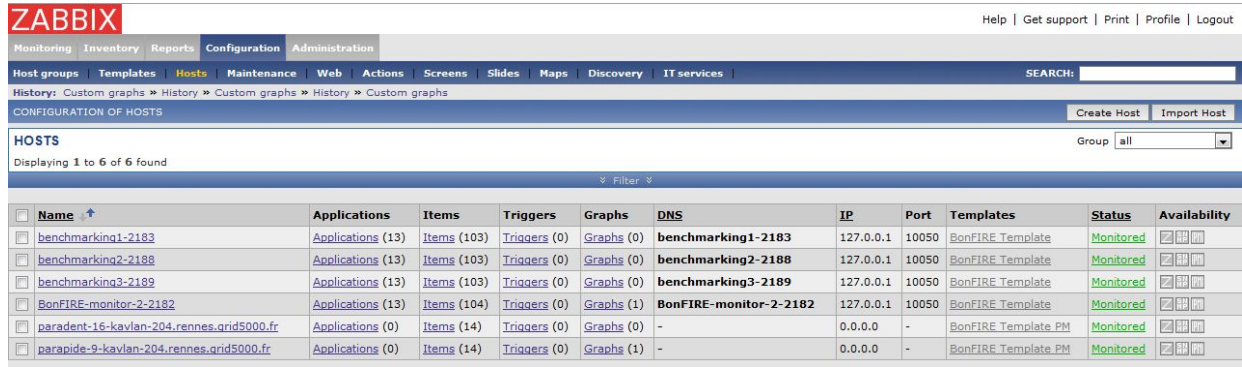 ZABBIX
Help | Get support | Print | Profile | Logout
Monitoring Inventory Reports Configuration Administration
Host groups | Templates | Hosts | Maintenance | Web | Actions | Screens | Slides | Maps | Discovery | IT services | SEARCH:
History: Custom graphs » History » Custom graphs » History » Custom graphs
CONFIGURATION OF HOSTS Create Host Import Host
HOSTS Group all
Displaying 1 to 6 of 6 found
Filter
Name Applications Items Triggers Graphs DNS IP Port Templates Status Availability
benchmarking1-2183 Applications (13) Items (103) Triggers (0) Graphs (0) benchmarking1-2183 127.0.0.1 10050 BonFIRE Template Monitored
benchmarking2-2188 Applications (13) Items (103) Triggers (0) Graphs (0) benchmarking2-2188 127.0.0.1 10050 BonFIRE Template Monitored
benchmarking3-2189 Applications (13) Items (103) Triggers (0) Graphs (0) benchmarking3-2189 127.0.0.1 10050 BonFIRE Template Monitored
BonFIRE-monitor-2-2182 Applications (13) Items (104) Triggers (0) Graphs (1) BonFIRE-monitor-2-2182 127.0.0.1 10050 BonFIRE Template Monitored
paradent-16-kavlan-204.rennes.grid5000.fr Applications (0) Items (14) Triggers (0) Graphs (0) - 0.0.0.0 - BonFIRE Template PM Monitored
parapide-9-kavlan-204.rennes.grid5000.fr Applications (0) Items (14) Triggers (0) Graphs (1) - 0.0.0.0 - BonFIRE Template PM Monitored